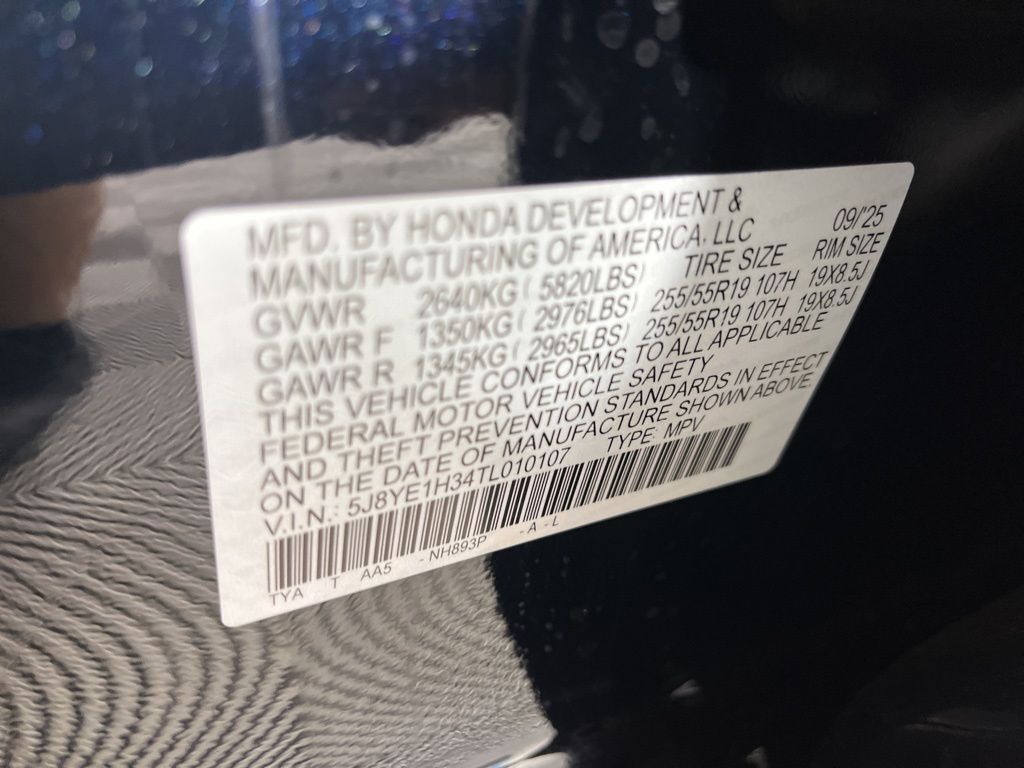 MFD. BY HONDA DEVELOPMENT &
MANUFACTURING OF AMERICA, LLC 09/'25
GVWR 2640KG ( 5820LBS) TIRE SIZE RIM SIZE
GAWR F 1350KG ( 2976LBS) 255/55R19 107H 19X8.5J
GAWR R 1345KG ( 2965LBS) 255/55R19 107H 19X8.5J
THIS VEHICLE CONFORMS TO ALL APPLICABLE
FEDERAL MOTOR VEHICLE SAFETY
AND THEFT PREVENTION STANDARDS IN EFFECT
ON THE DATE OF MANUFACTURE SHOWN ABOVE
V.I.N.: 5J8YE1H34TL010107 TYPE: MPV
TYA T AA5 -NH893P -A-L